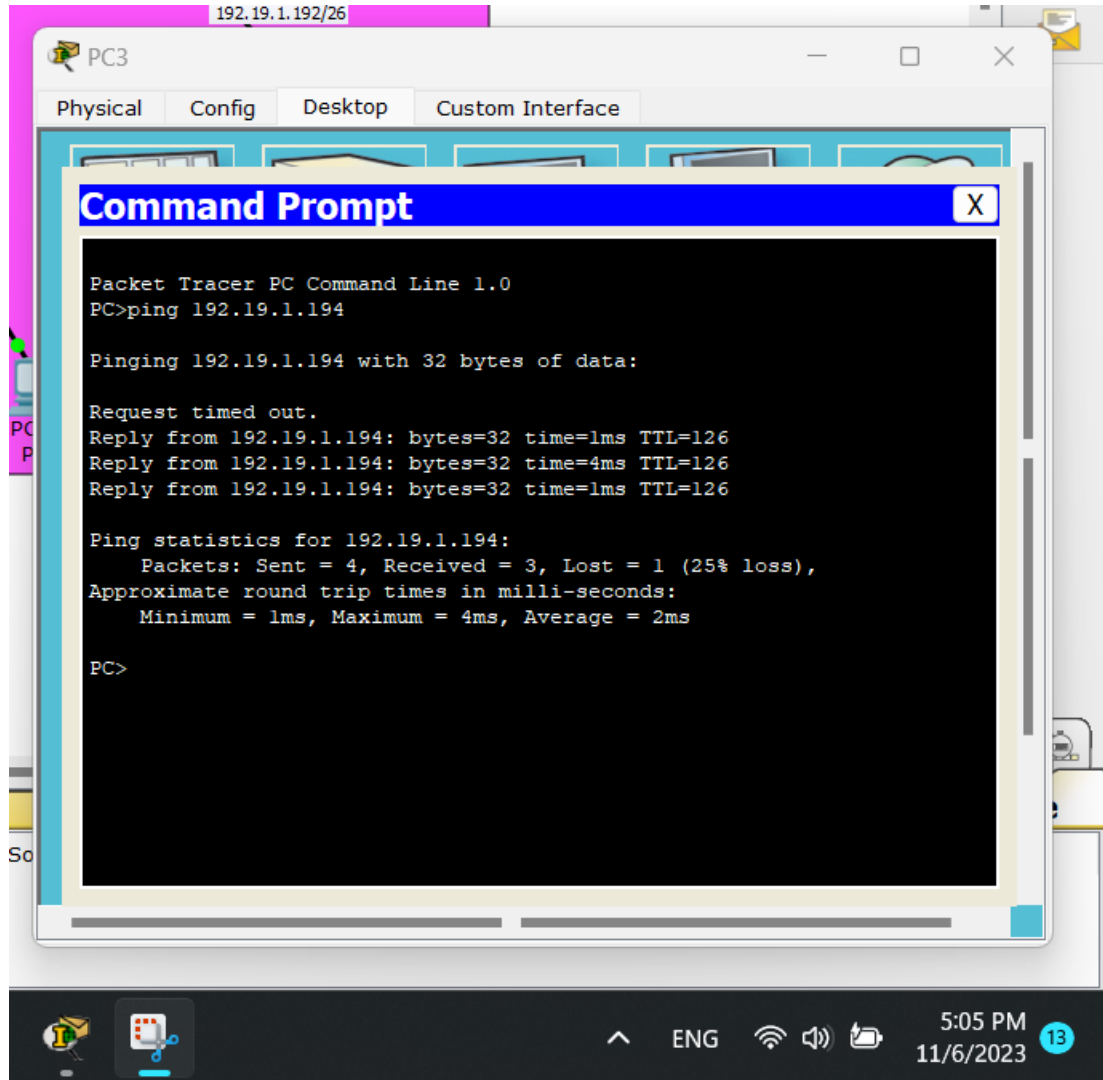 192.19.1.192/26
PC3
Physical Config Desktop Custom Interface
Command Prompt X
Packet Tracer PC Command Line 1.0
PC>ping 192.19.1.194
Pinging 192.19.1.194 with 32 bytes of data:
Request timed out.
Reply from 192.19.1.194: bytes=32 time=1ms TTL=126
Reply from 192.19.1.194: bytes=32 time=4ms TTL=126
Reply from 192.19.1.194: bytes=32 time=1ms TTL=126
Ping statistics for 192.19.1.194:
Packets: Sent = 4, Received = 3, Lost = 1 (25% loss),
Approximate round trip times in milli-seconds:
Minimum = 1ms, Maximum = 4ms, Average = 2ms
PC>
PC
P
So
ENG
5:05 PM
11/6/2023
13